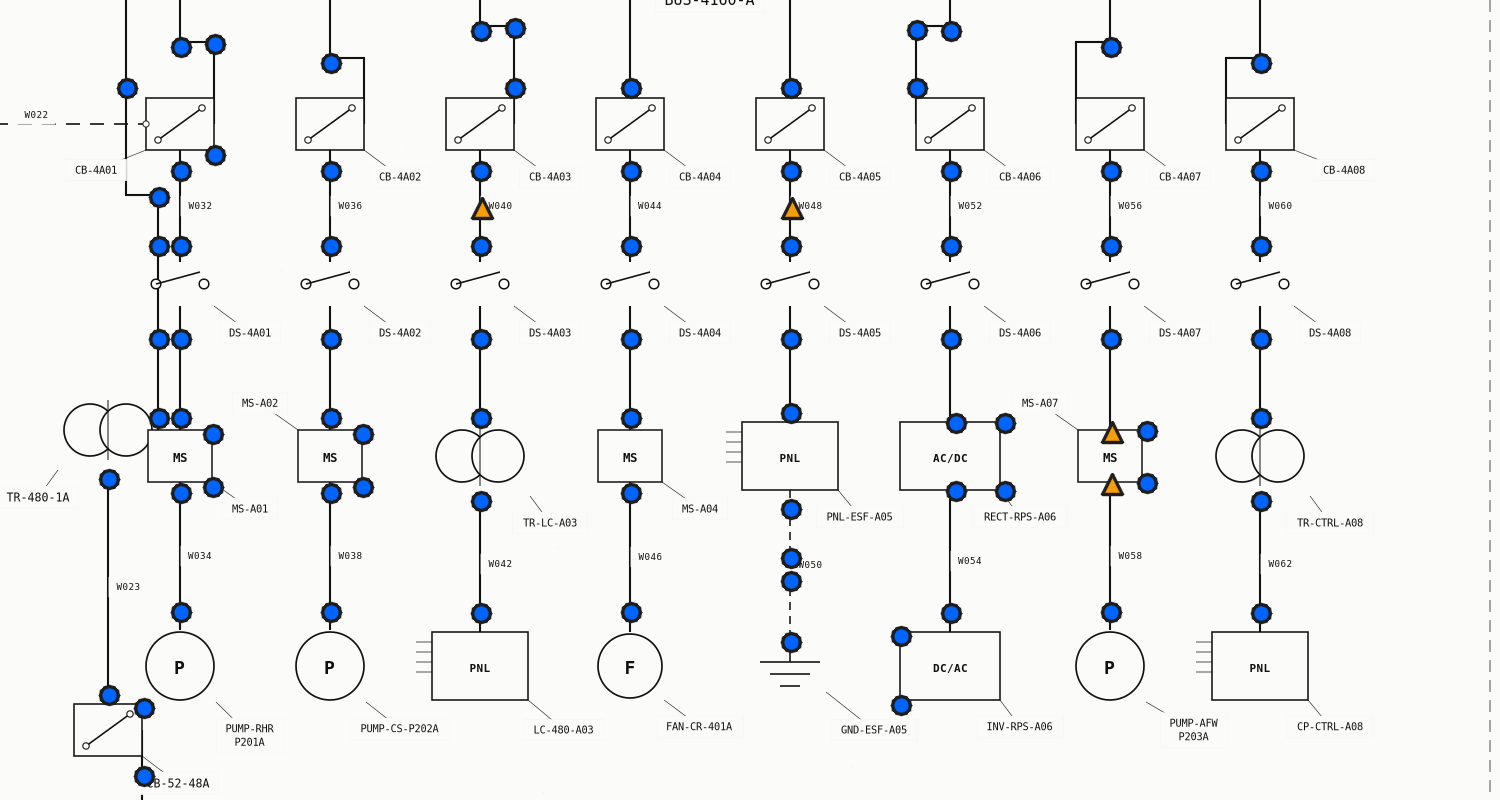 W022
CB-4A01
CB-4A02
CB-4A03
CB-4A04
CB-4A05
CB-4A06
CB-4A07
CB-4A08
W032
W036
W040
W044
W048
W052
W056
W060
DS-4A01
DS-4A02
DS-4A03
DS-4A04
DS-4A05
DS-4A06
DS-4A07
DS-4A08
MS-A02
MS-A07
MS
MS
MS
PNL
AC/DC
MS
TR-480-1A
MS-A01
TR-LC-A03
MS-A04
PNL-ESF-A05
RECT-RPS-A06
TR-CTRL-A08
W023
W034
W038
W042
W046
W050
W054
W058
W062
P
P
PNL
F
DC/AC
P
PNL
PUMP-RHR
P201A
PUMP-CS-P202A
LC-480-A03
FAN-CR-401A
GND-ESF-A05
INV-RPS-A06
PUMP-AFW
P203A
CP-CTRL-A08
CB-52-48A